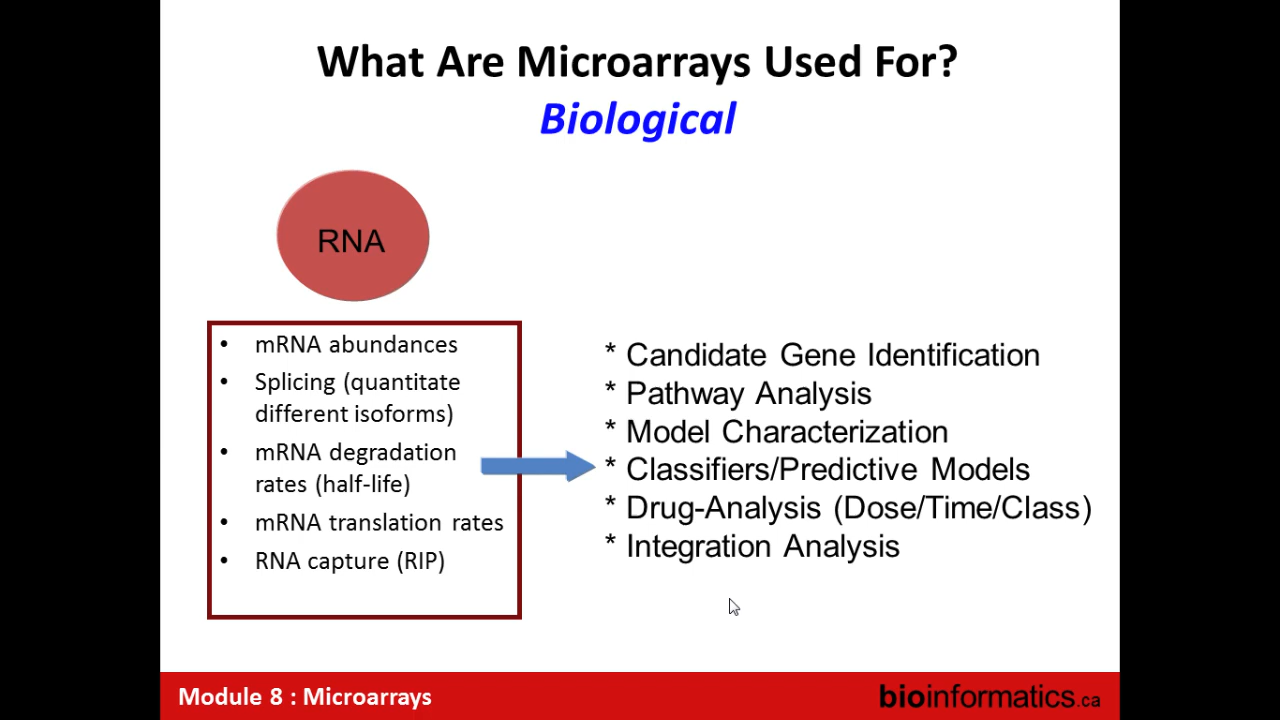 What Are Microarrays Used For?
Biological
RNA
• mRNA abundances
• Splicing (quantitate
different isoforms)
• mRNA degradation
rates (half-life)
• mRNA translation rates
• RNA capture (RIP)
* Candidate Gene Identification
* Pathway Analysis
* Model Characterization
* Classifiers/Predictive Models
* Drug-Analysis (Dose/Time/Class)
* Integration Analysis
Module 8 : Microarrays
bioinformatics.ca